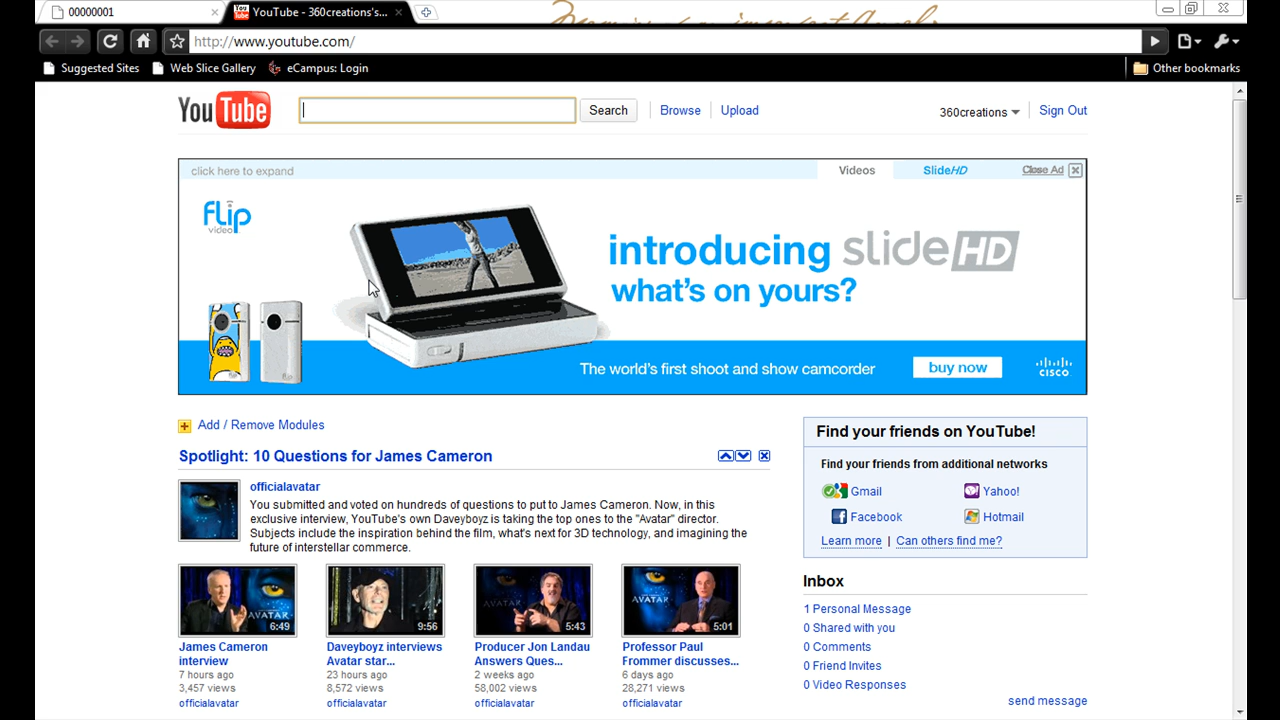 00000001
YouTube - 360creations's...
http://www.youtube.com/
Suggested Sites
Web Slice Gallery
eCampus: Login
Other bookmarks
YouTube
Search
Browse
Upload
360creations
Sign Out
click here to expand
Videos
SlideHD
Close Ad
flip
video
introducing slideHD
what's on yours?
The world's first shoot and show camcorder
buy now
cisco
Add / Remove Modules
Spotlight: 10 Questions for James Cameron
officialavatar
You submitted and voted on hundreds of questions to put to James Cameron. Now, in this
exclusive interview, YouTube's own Daveyboyz is taking the top ones to the "Avatar" director.
Subjects include the inspiration behind the film, what's next for 3D technology, and imagining the
future of interstellar commerce.
AVATAR
6:49
9:56
AVATAR
5:43
AVATAR
5:01
James Cameron
interview
7 hours ago
3,457 views
officialavatar
Daveyboyz interviews
Avatar star...
23 hours ago
8,572 views
officialavatar
Producer Jon Landau
Answers Ques...
2 weeks ago
58,002 views
officialavatar
Professor Paul
Frommer discusses...
6 days ago
28,271 views
officialavatar
Find your friends on YouTube!
Find your friends from additional networks
Gmail
Yahoo!
Facebook
Hotmail
Learn more | Can others find me?
Inbox
1 Personal Message
0 Shared with you
0 Comments
0 Friend Invites
0 Video Responses
send message